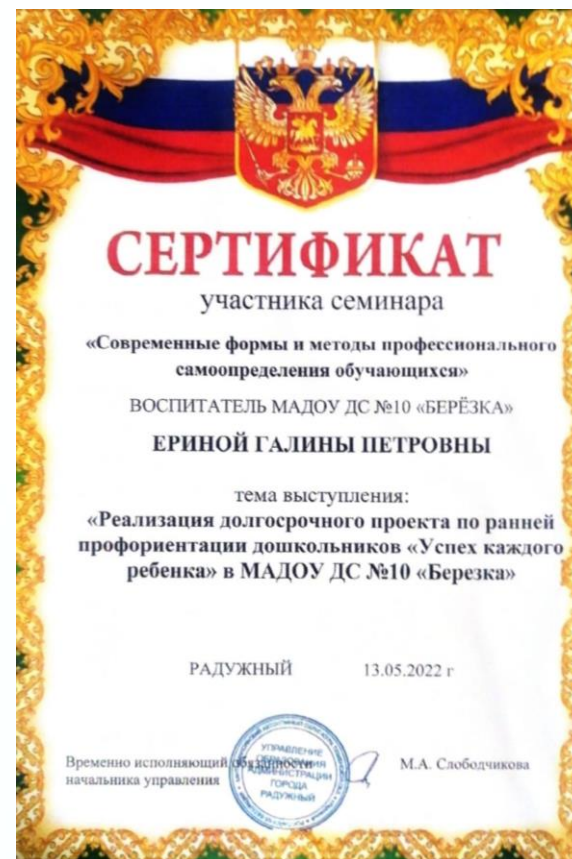 СЕРТИФИКАТ
участника семинара
«Современные формы и методы профессионального
самоопределения обучающихся»
ВОСПИТАТЕЛЬ МАДОУ ДС №10 «БЕРЁЗКА»
ЕРИНОЙ ГАЛИНЫ ПЕТРОВНЫ
тема выступления:
«Реализация долгосрочного проекта по ранней
профориентации дошкольников «Успех каждого
ребенка» в МАДОУ ДС №10 «Березка»
РАДУЖНЫЙ 13.05.2022 г
Временно исполняющий обязанности
начальника управления
М.А. Слободчикова
УПРАВЛЕНИЕ
ОБРАЗОВАНИЯ
АДМИНИСТРАЦИИ
ГОРОДА
РАДУЖНЫЙ